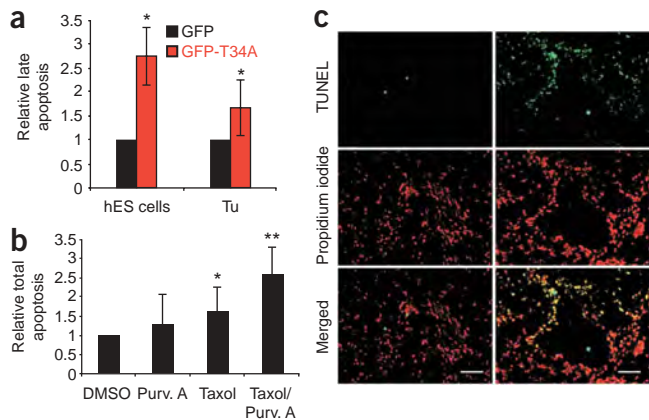 a
Relative late
apoptosis
3.5
3
2.5
2
1.5
1
0.5
0
*
*
GFP
GFP-T34A
hES cells
Tu
b
Relative total
apoptosis
3.5
3
2.5
2
1.5
1
0.5
0
*
**
DMSO
Purv. A
Taxol
Taxol/
Purv. A
c
TUNEL
Propidium iodide
Merged